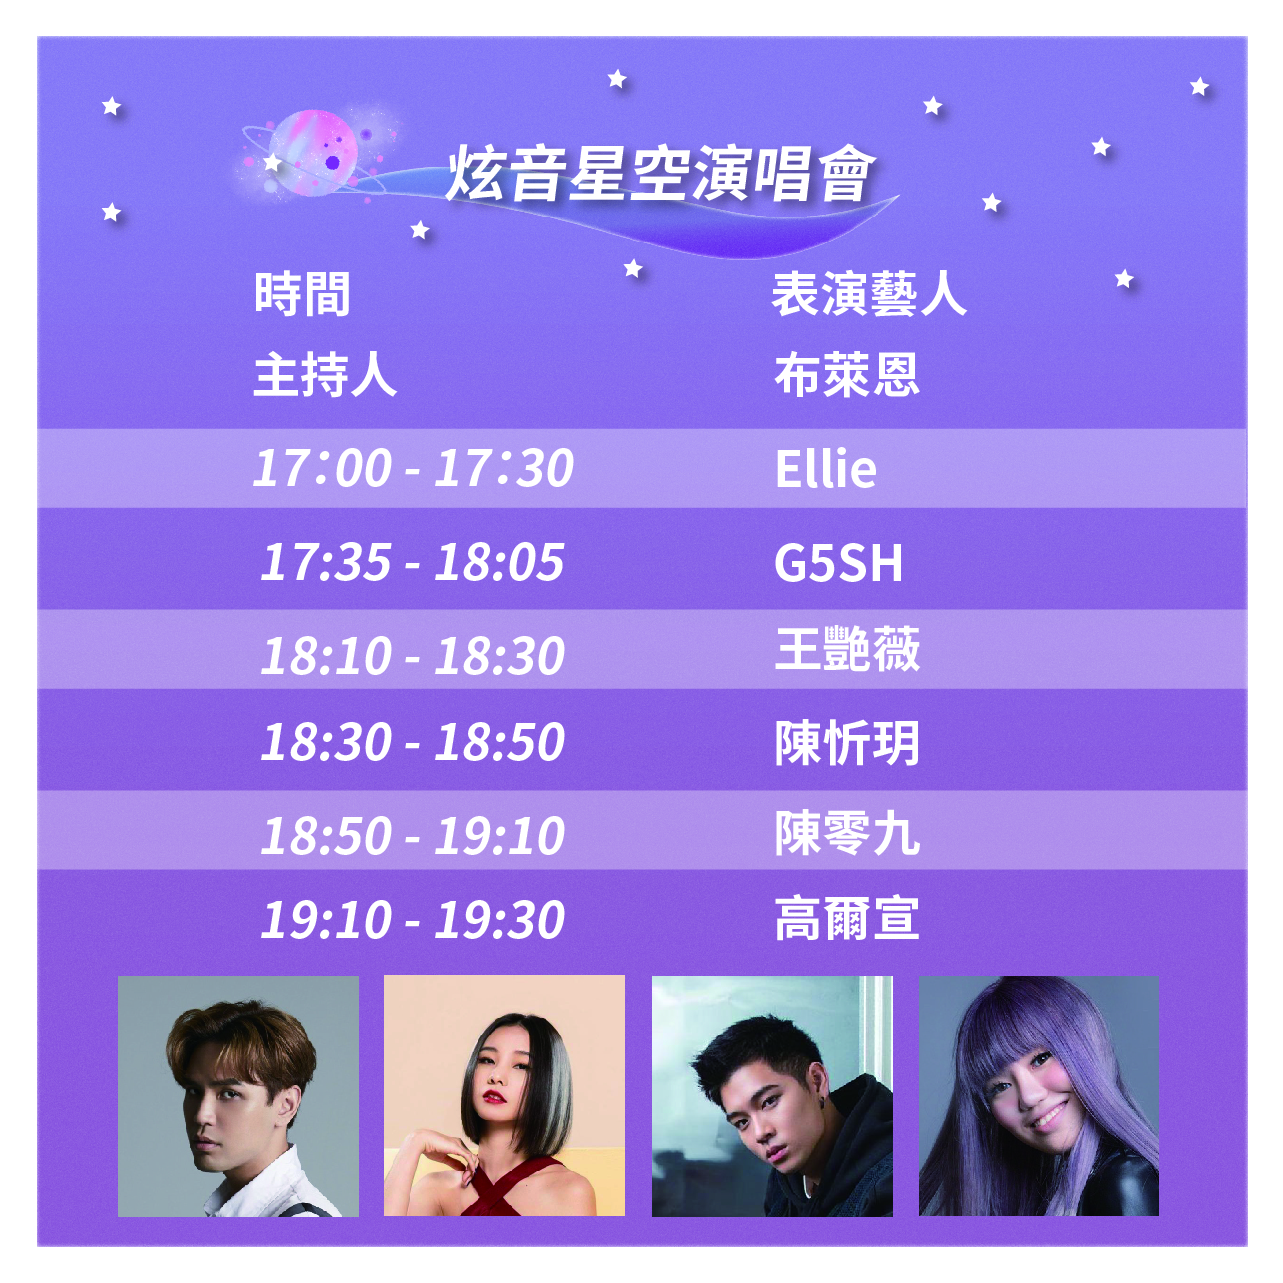 炫音星空演唱會
時間 表演藝人
主持人 布萊恩
17:00 - 17:30 Ellie
17:35 - 18:05 G5SH
18:10 - 18:30 王艷薇
18:30 - 18:50 陳忻玥
18:50 - 19:10 陳零九
19:10 - 19:30 高爾宣